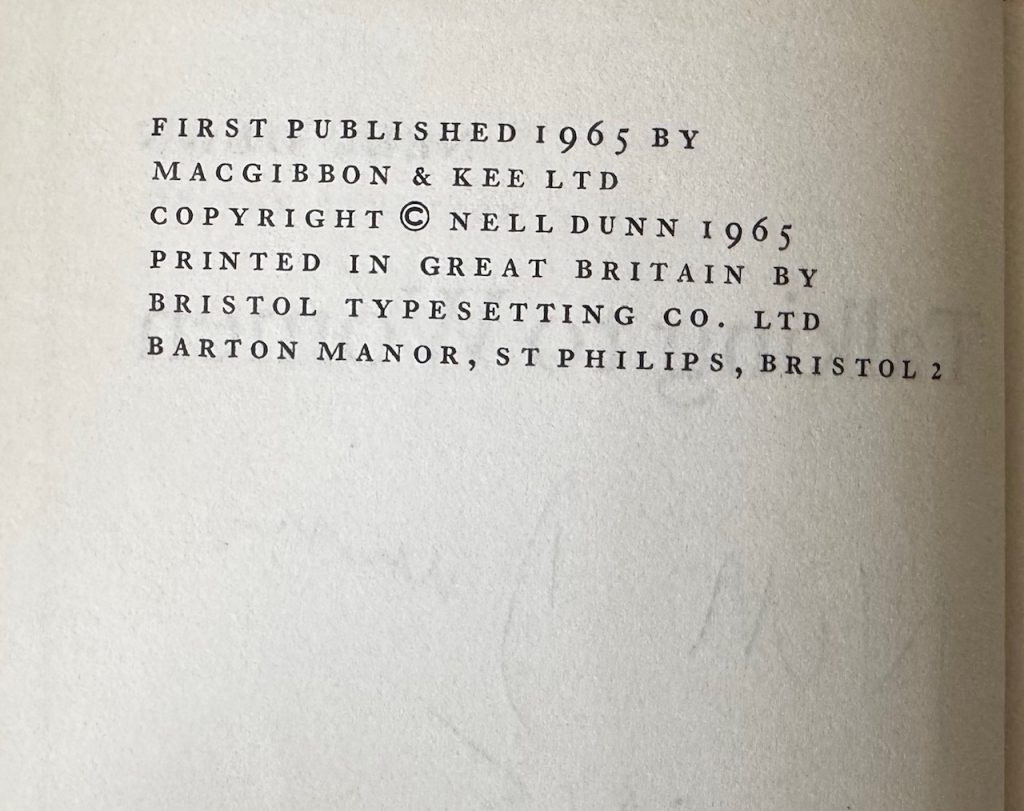 FIRST PUBLISHED 1965 BY
MACGIBBON & KEE LTD
COPYRIGHT © NELL DUNN 1965
PRINTED IN GREAT BRITAIN BY
BRISTOL TYPESETTING CO. LTD
BARTON MANOR, ST PHILIPS, BRISTOL 2